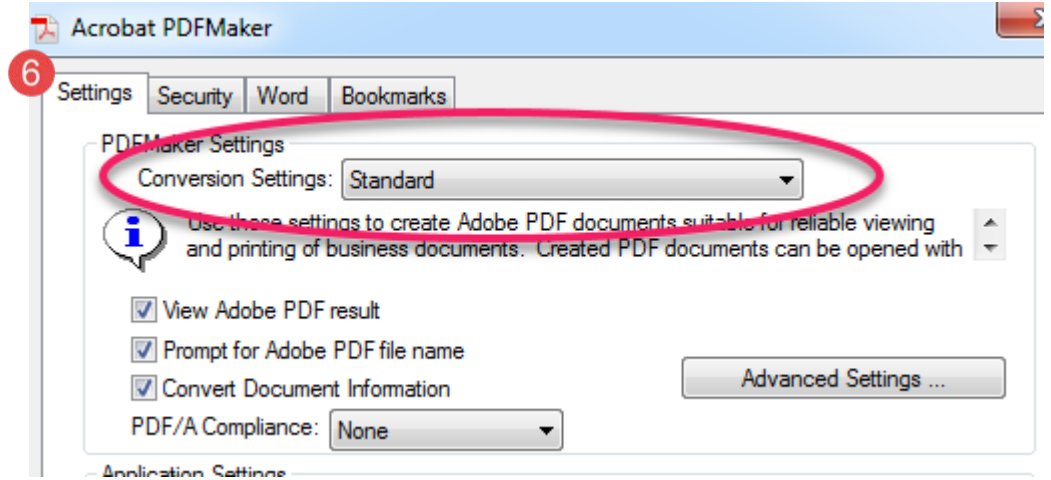 Acrobat PDFMaker
6
Settings Security Word Bookmarks
PDFMaker Settings
Conversion Settings: Standard
Use these settings to create Adobe PDF documents suitable for reliable viewing
and printing of business documents. Created PDF documents can be opened with
View Adobe PDF result
Prompt for Adobe PDF file name
Convert Document Information
Advanced Settings ...
PDF/A Compliance: None
Application Settings